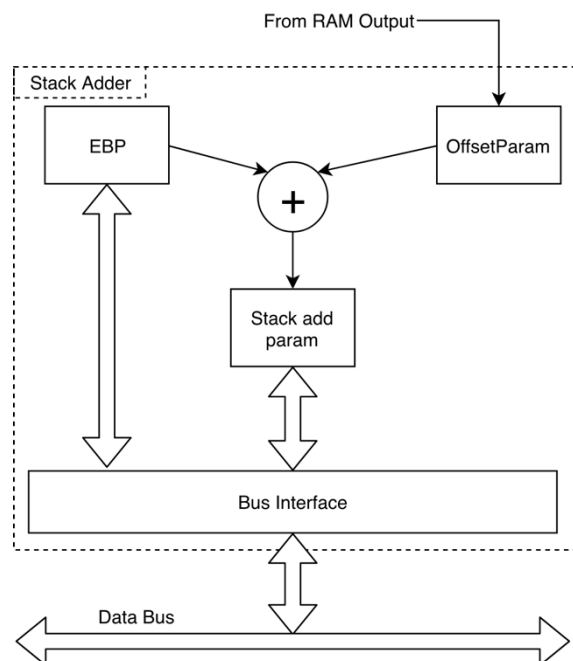 From RAM Output
Stack Adder
EBP
OffsetParam
+
Stack add
param
Bus Interface
Data Bus